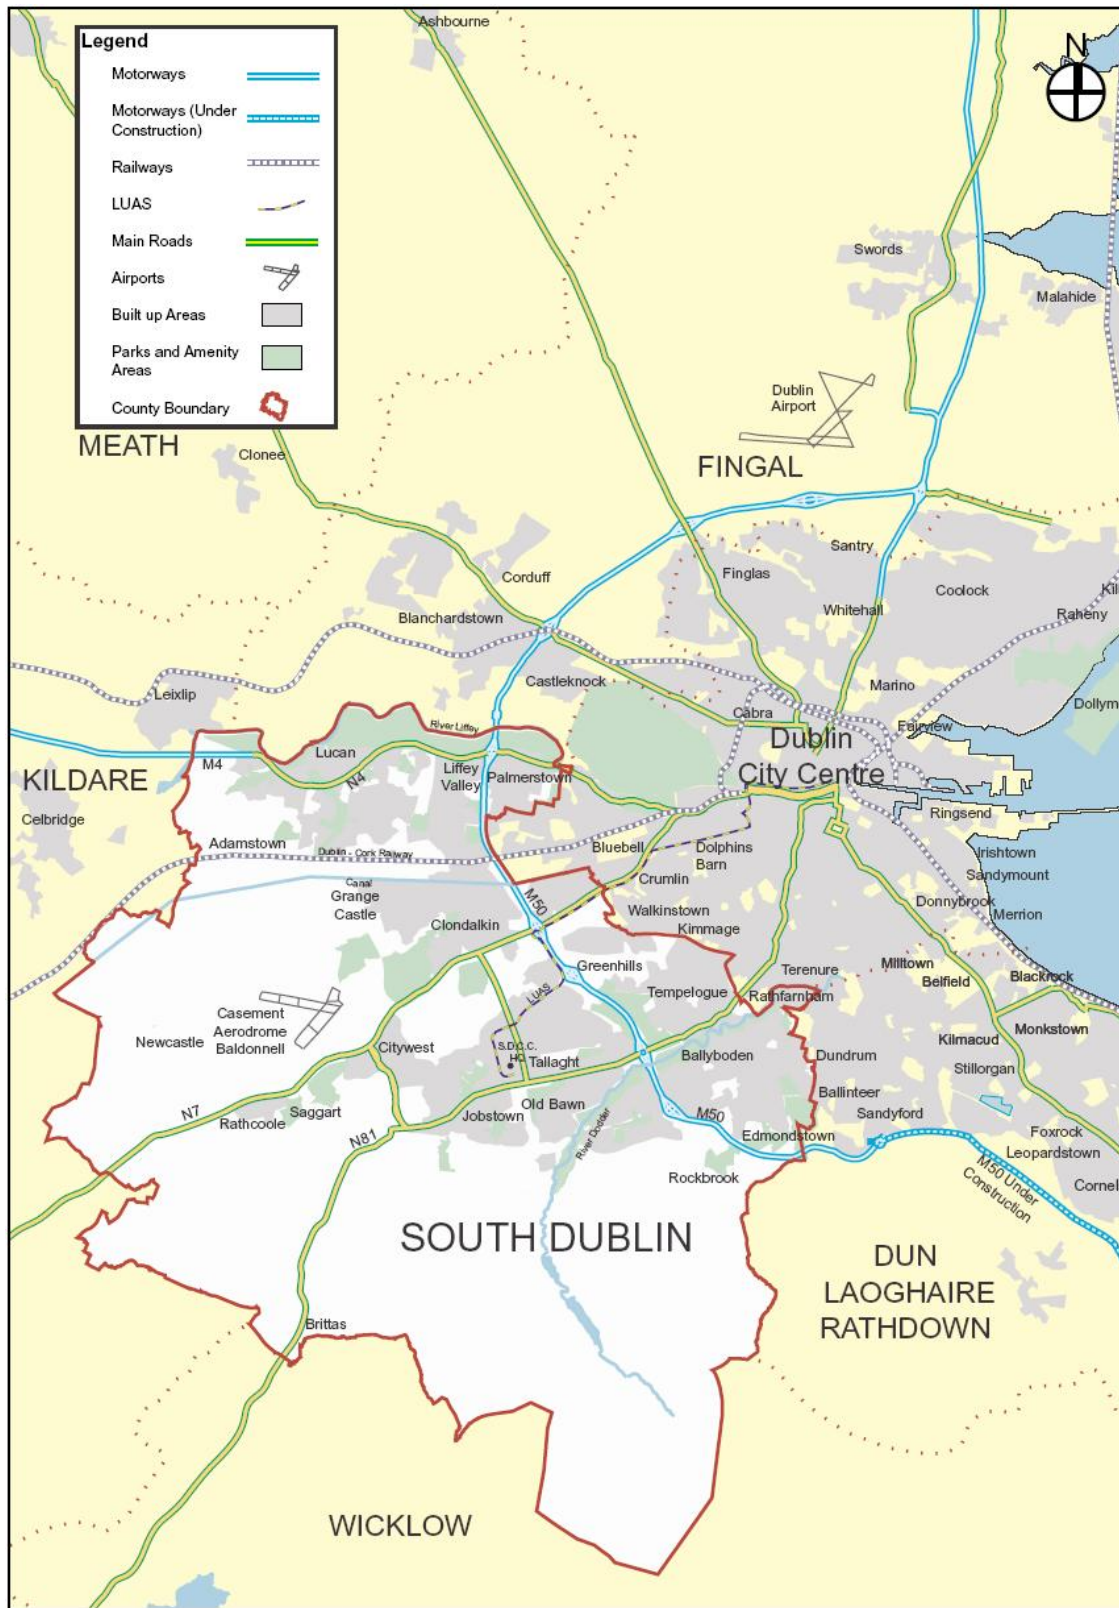 Ashbourne
N
Legend
Motorways
Motorways (Under
Construction)
Railways
LUAS
Main Roads
Airports
Built up Areas
Parks and Amenity
Areas
County Boundary
Swords
Malahide
Dublin
Airport
MEATH
Clonee
FINGAL
Santry
Corduff
Finglas
Coolock
Whitehall
Blanchardstown
Raheny
Castleknock
Marino
Leixlip
Cabra
Fairview
Dollym
River Liffey
Dublin
City Centre
Lucan
M4
N4
Liffey
Valley
Palmerstown
KILDARE
Celbridge
Ringsend
Adamstown
Dublin - Cork Railway
Bluebell
Dolphins
Barn
Irishtown
Sandymount
Crumlin
Canal
Grange
Castle
M50
Donnybrook
Merrion
Walkinstown
Clondalkin
Kimmage
Greenhills
Terenure
Milltown
Belfield
Blackrock
LUAS
Tempelogue
Rathfarnham
Casement
Aerodrome
Baldonnell
Newcastle
Citywest
S.D.C.C.
HQ
Tallaght
Ballyboden
Dundrum
Kilmacud
Monkstown
Stillorgan
Ballinteer
Old Bawn
Jobstown
Saggart
Rathcoole
N7
N81
River Dodder
M50
Sandyford
Edmondstown
Foxrock
Leopardstown
M50 Under
Construction
Cornel
Rockbrook
SOUTH DUBLIN
DUN
LAOGHAIRE
RATHDOWN
Brittas
WICKLOW